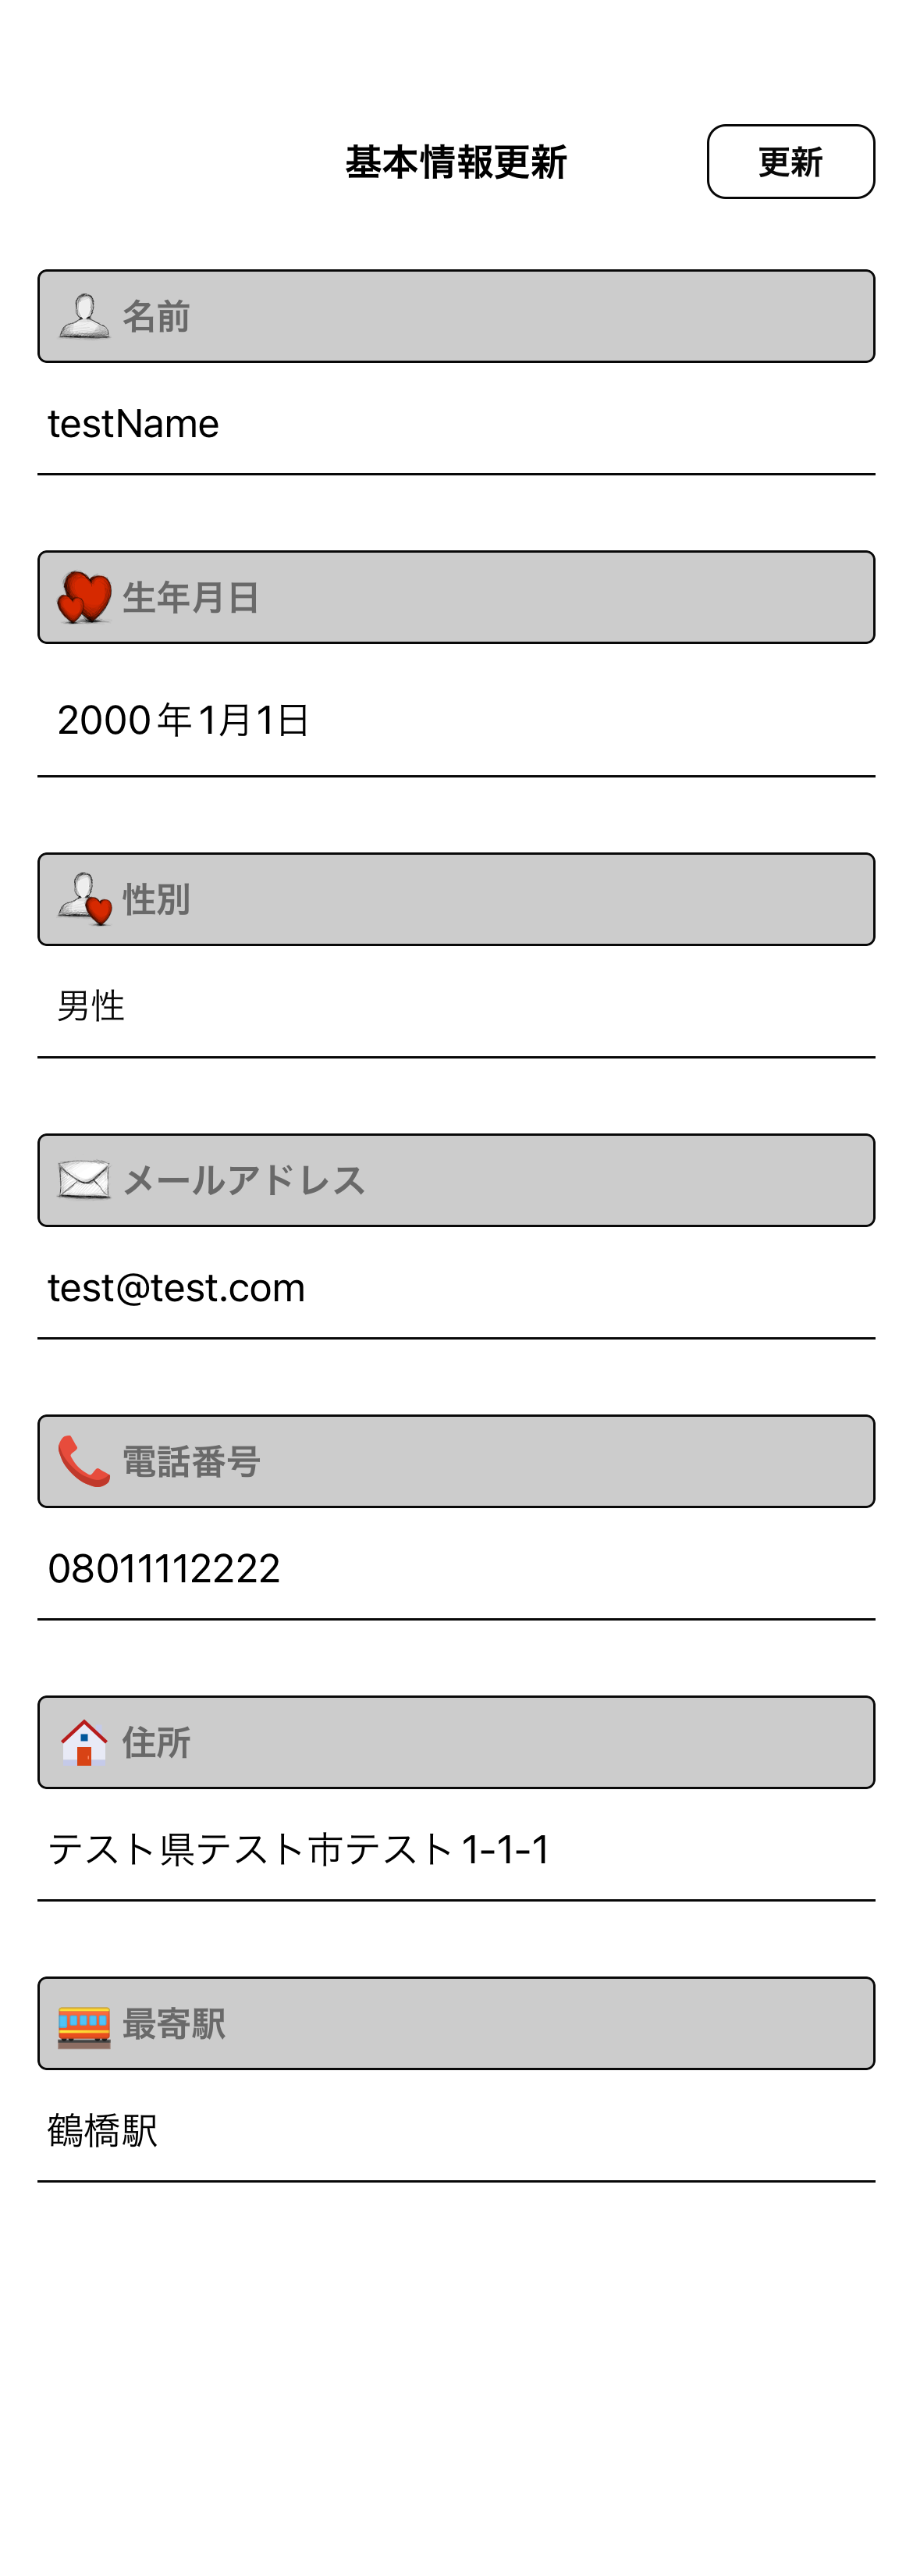 基本情報更新
更新
名前
testName
生年月日
2000年1月1日
性別
男性
メールアドレス
test@test.com
電話番号
08011112222
住所
テスト県テスト市テスト1-1-1
最寄駅
鶴橋駅